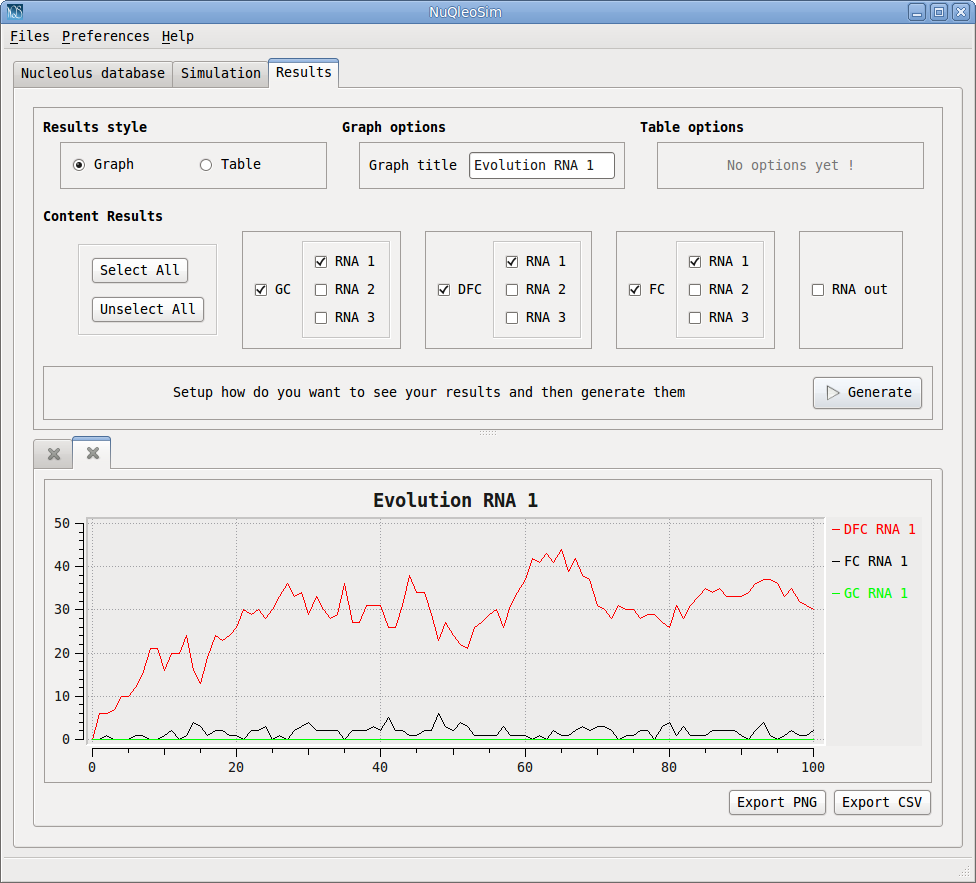 NuQleoSim
Files Preferences Help
Nucleolus database Simulation Results
Results style Graph options Table options
Graph Table Graph title Evolution RNA 1 No options yet !
Content Results
Select All
Unselect All
GC RNA 1
RNA 2
RNA 3
DFC RNA 1
RNA 2
RNA 3
FC RNA 1
RNA 2
RNA 3
RNA out
Setup how do you want to see your results and then generate them Generate
Evolution RNA 1
50
40
30
20
10
0
0 20 40 60 80 100
DFC RNA 1
FC RNA 1
GC RNA 1
Export PNG Export CSV